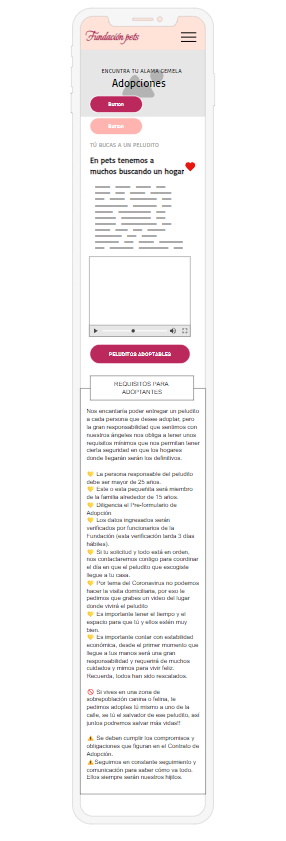 Fundación pets
ENCUNTRA TU ALAMA GEMELA
Adopciones
Button
Button
TÚ BUCAS A UN PELUDITO
En pets tenemos a
muchos buscando un hogar
PELUDITOS ADOPTABLES
REQUISITOS PARA
ADOPTANTES
Nos encantaría poder entregar un peludito
a cada persona que desee adoptar, pero
la gran responsabilidad que sentimos con
nuestros ángeles nos obliga a tener unos
requisitos mínimos que nos permitan tener
cierta seguridad en que los hogares
donde llegarán serán los definitivos.
💛 La persona responsable del peludito
debe ser mayor de 25 años.
💛 Este o esta pequeñita será miembro
de la familia alrededor de 15 años.
💛 Diligencia el Pre-formulario de
Adopción
💛 Los datos ingresados serán
verificados por funcionarios de la
Fundación (esta verificación tarda 3 días
hábiles).
💛 Si tu solicitud y todo está en orden,
nos contactaremos contigo para coordinar
el día en que el peludito que escogiste
llegue a tu casa.
💛 Por tema del Coronavirus no podemos
hacer la visita domiciliaria, por eso te
pedimos que grabes un video del lugar
donde vivirá el peludito
💛 Es importante tener el tiempo y el
espacio para que tú y ellos estén muy
bien.
💛 Es importante contar con estabilidad
económica, desde el primer momento que
llegue a tus manos será una gran
responsabilidad y requerirá de muchos
cuidados y mimos para vivir feliz.
Recuerda, todos han sido rescatados.
🚫 Si vives en una zona de
sobrepoblación canina o felina, te
pedimos adoptes tú mismo a uno de la
calle, se tú el salvador de ese peludito, así
juntos podremos salvar más vidas!!
⚠️ Se deben cumplir los compromisos y
obligaciones que figuran en el Contrato de
Adopción.
⚠️Seguimos en constante seguimiento y
comunicación para saber cómo va todo.
Ellos siempre serán nuestros hijitos.